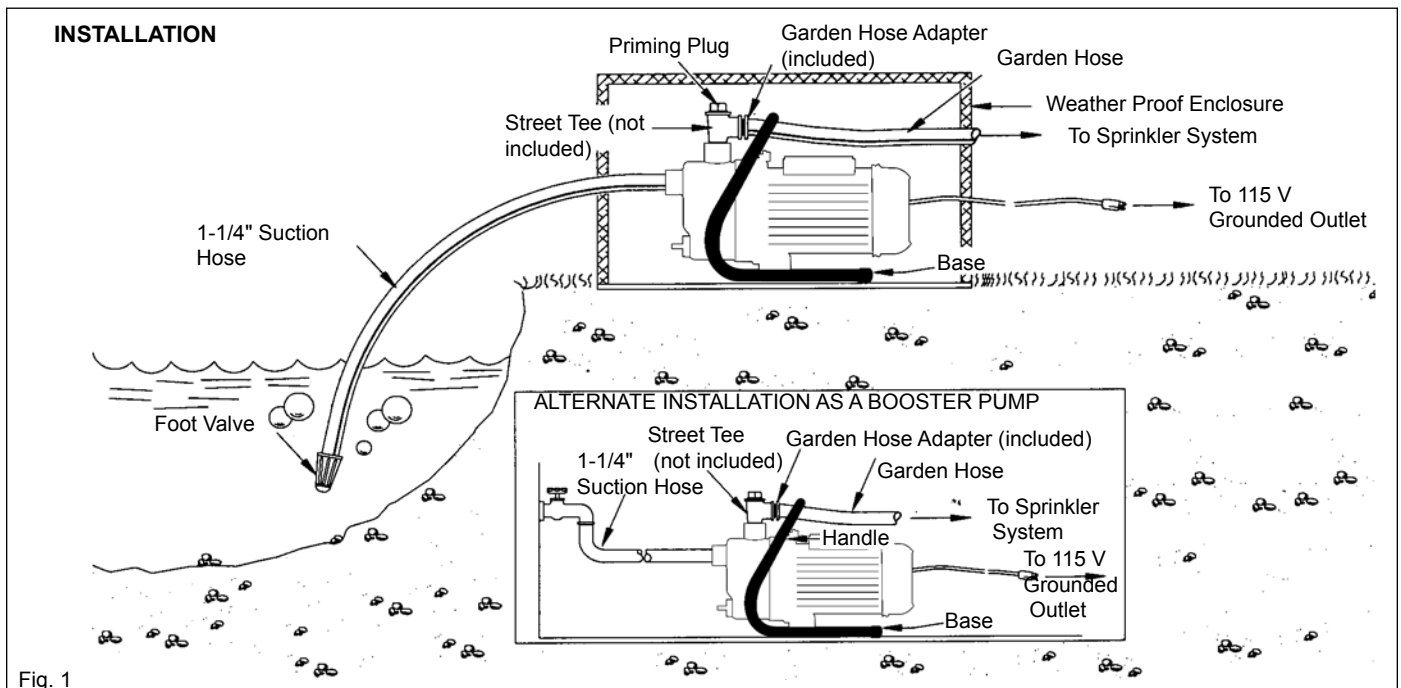 INSTALLATION
Priming Plug
Garden Hose Adapter
(included)
Garden Hose
Weather Proof Enclosure
Street Tee (not
included)
To Sprinkler System
To 115 V
Grounded Outlet
1-1/4" Suction
Hose
Base
Foot Valve
ALTERNATE INSTALLATION AS A BOOSTER PUMP
Street Tee
(not included)
Garden Hose Adapter (included)
1-1/4"
Suction Hose
Garden Hose
To Sprinkler
System
Handle
To 115 V
Grounded
Outlet
Base
Fig. 1